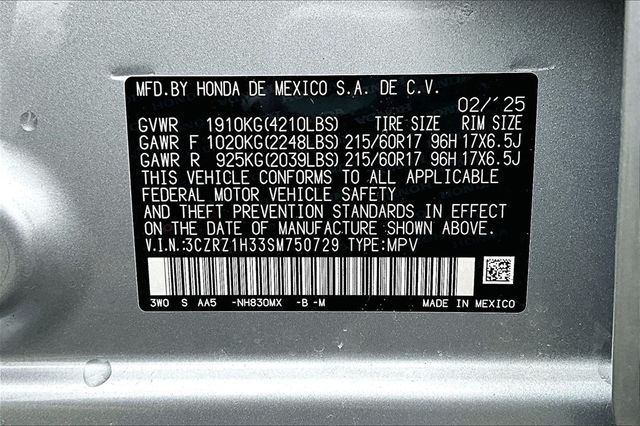 MFD.BY HONDA DE MEXICO S.A. DE C.V.
02/'25
GVWR 1910KG(4210LBS) TIRE SIZE RIM SIZE
GAWR F 1020KG(2248LBS) 215/60R17 96H 17X6.5J
GAWR R 925KG(2039LBS) 215/60R17 96H 17X6.5J
THIS VEHICLE CONFORMS TO ALL APPLICABLE
FEDERAL MOTOR VEHICLE SAFETY
AND THEFT PREVENTION STANDARDS IN EFFECT
ON THE DATE OF MANUFACTURE SHOWN ABOVE.
V.I.N:3CZRZ1H33SM750729 TYPE:MPV
3W0 S AA5 -NH830MX -B -M MADE IN MEXICO